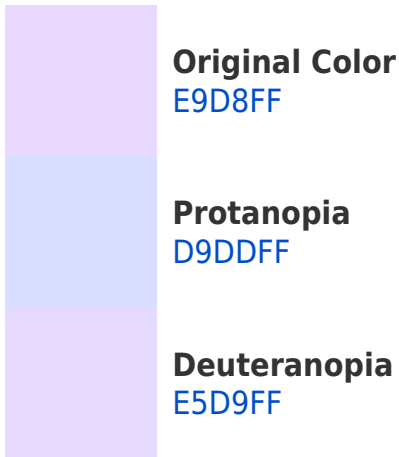 Original Color
E9D8FF
Protanopia
D9DDFF
Deuteranopia
E5D9FF